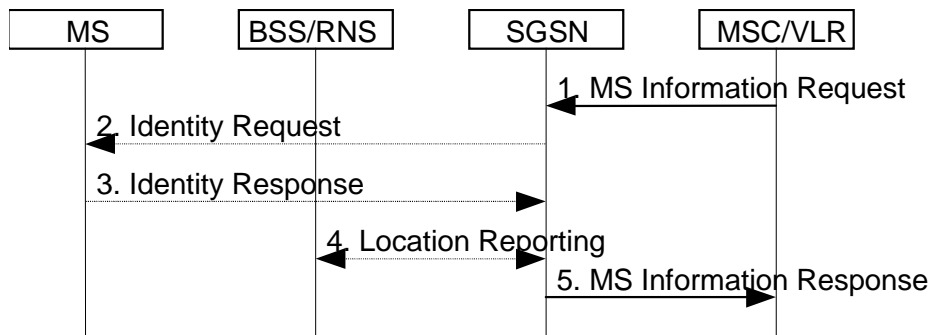 MS BSS/RNS SGSN MSC/VLR
1. MS Information Request
2. Identity Request
3. Identity Response
4. Location Reporting
5. MS Information Response